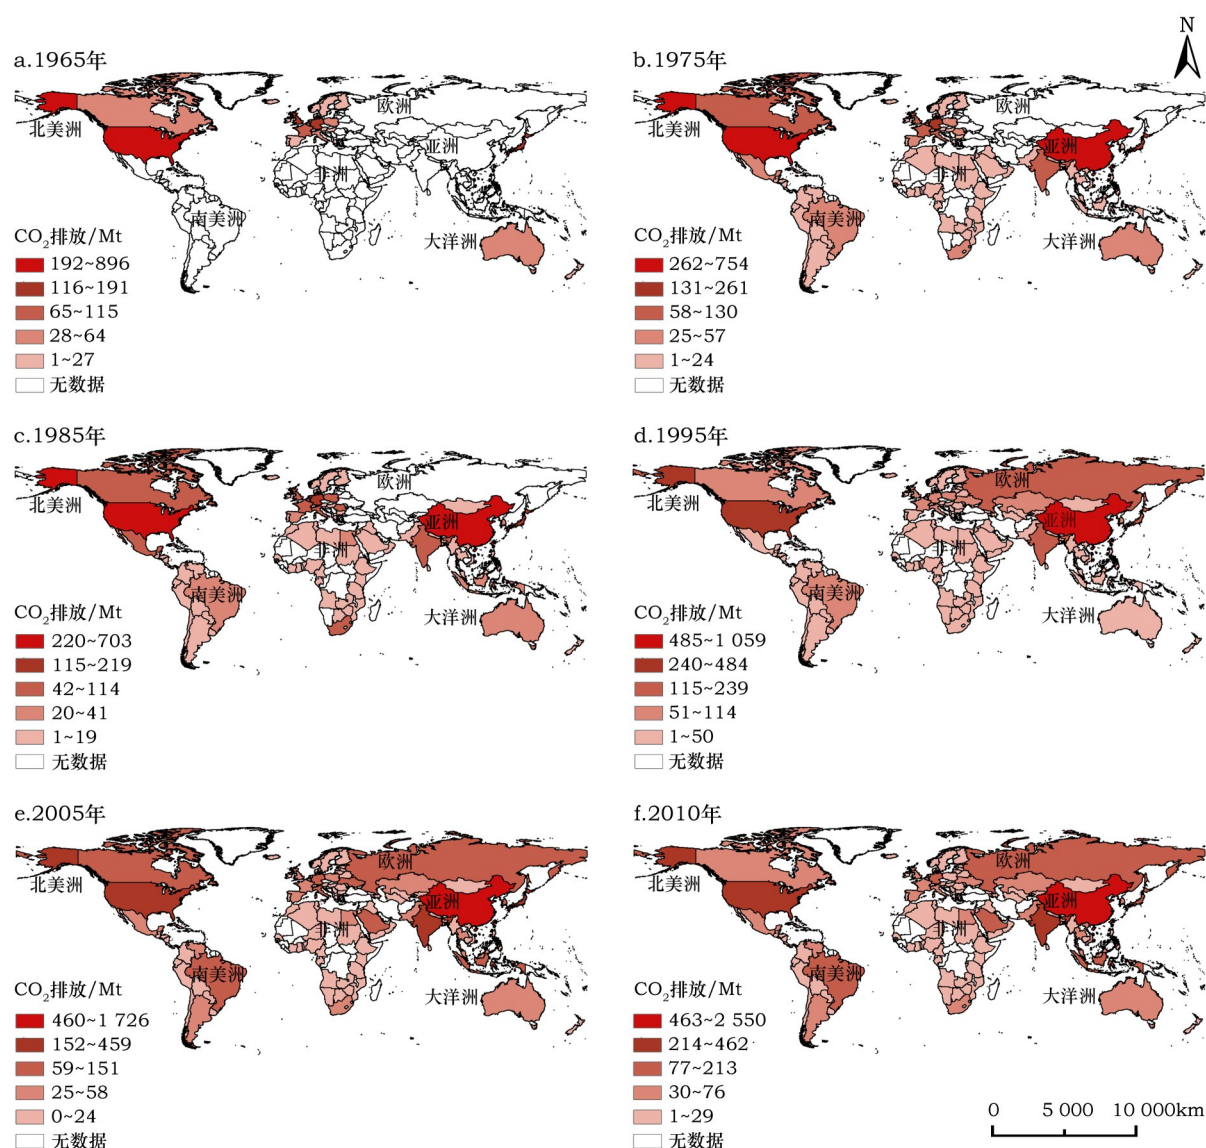 N
a.1965年
欧洲
北美洲
亚洲
非洲
南美洲
大洋洲
CO₂排放/Mt
192~896
116~191
65~115
28~64
1~27
无数据
b.1975年
欧洲
北美洲
亚洲
非洲
南美洲
大洋洲
CO₂排放/Mt
262~754
131~261
58~130
25~57
1~24
无数据
c.1985年
欧洲
北美洲
亚洲
非洲
南美洲
大洋洲
CO₂排放/Mt
220~703
115~219
42~114
20~41
1~19
无数据
d.1995年
欧洲
北美洲
亚洲
非洲
南美洲
大洋洲
CO₂排放/Mt
485~1 059
240~484
115~239
51~114
1~50
无数据
e.2005年
欧洲
北美洲
亚洲
非洲
南美洲
大洋洲
CO₂排放/Mt
460~1 726
152~459
59~151
25~58
0~24
无数据
f.2010年
欧洲
北美洲
亚洲
非洲
南美洲
大洋洲
CO₂排放/Mt
463~2 550
214~462
77~213
30~76
1~29
无数据
0 5 000 10 000km